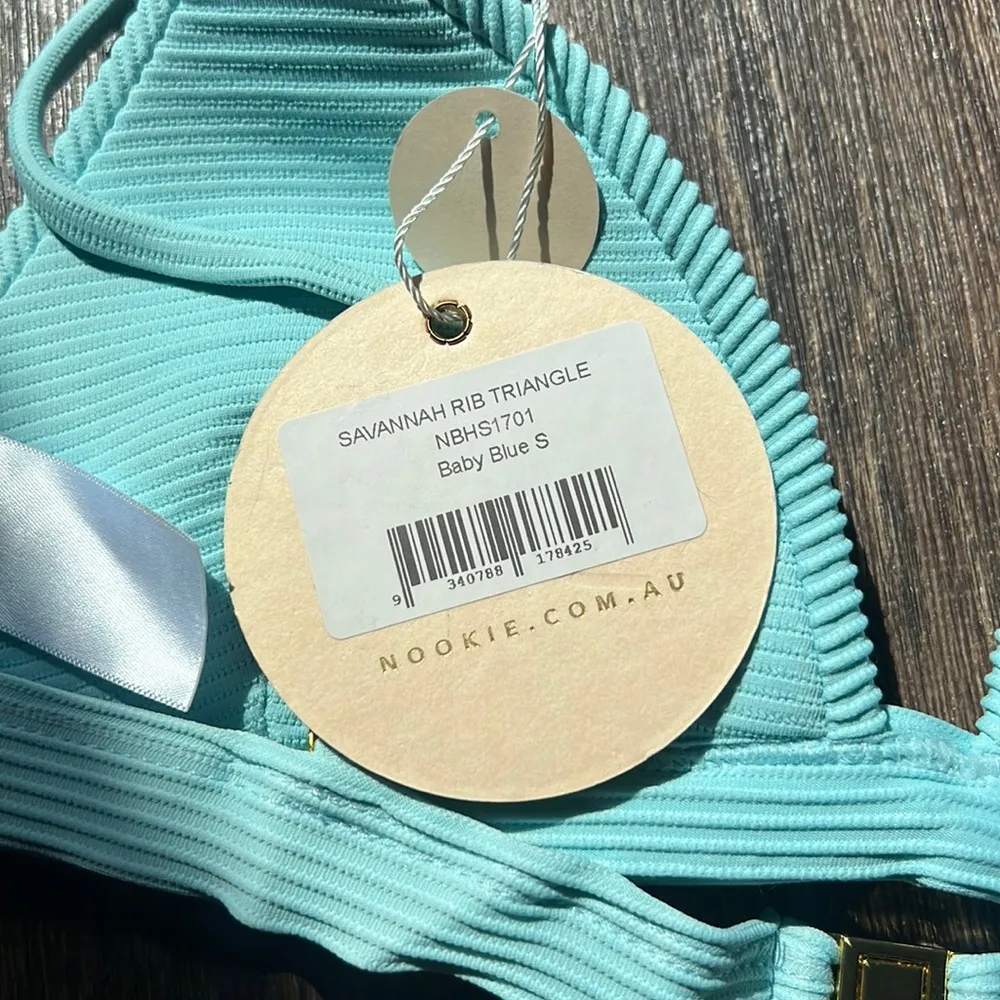 SAVANNAH RIB TRIANGLE
NBHS1701
Baby Blue S
9 340788 178425
NOOKIE.COM.AU